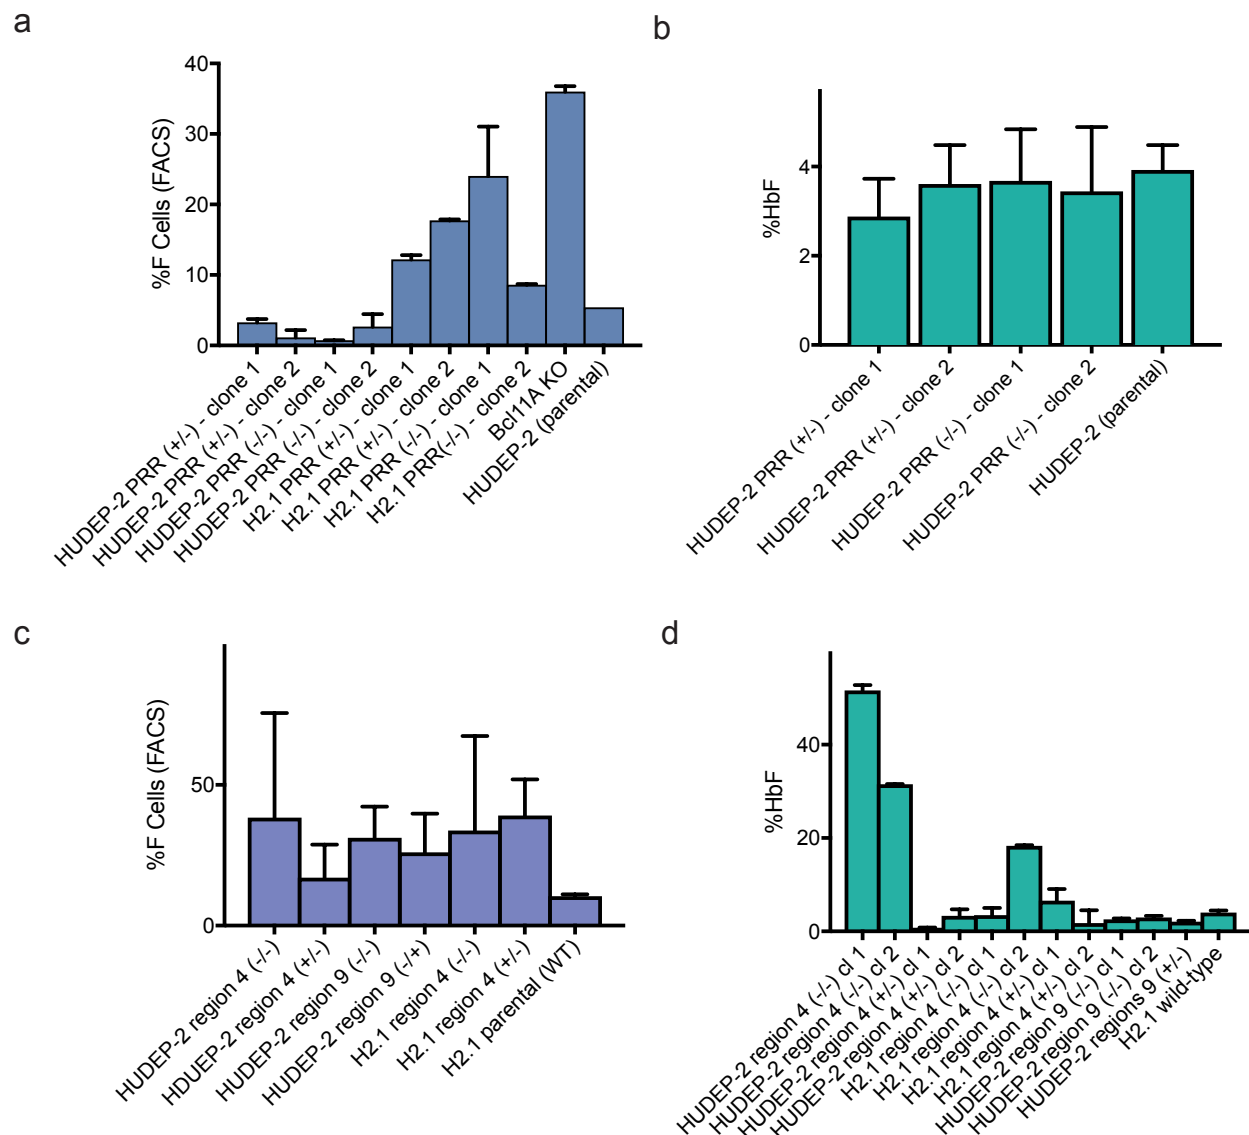 a
%F Cells (FACS)
40
30
20
10
0
HUDEP-2 PRR (+/-) - clone 1
HUDEP-2 PRR (+/-) - clone 2
HUDEP-2 PRR (-/-) - clone 1
HUDEP-2 PRR (-/-) - clone 2
H2.1 PRR (+/-) - clone 1
H2.1 PRR (+/-) - clone 2
H2.1 PRR (-/-) - clone 1
H2.1 PRR(-/-) - clone 2
Bcl11A KO
HUDEP-2 (parental)
b
%HbF
4
2
0
HUDEP-2 PRR (+/-) - clone 1
HUDEP-2 PRR (+/-) - clone 2
HUDEP-2 PRR (-/-) - clone 1
HUDEP-2 PRR (-/-) - clone 2
HUDEP-2 (parental)
c
%F Cells (FACS)
50
0
HUDEP-2 region 4 (-/-)
HDUEP-2 region 4 (+/-)
HUDEP-2 region 9 (-/-)
HUDEP-2 region 9 (-/+)
H2.1 region 4 (-/-)
H2.1 region 4 (+/-)
H2.1 parental (WT)
d
%HbF
40
20
0
HUDEP-2 region 4 (-/-) cl 1
HUDEP-2 region 4 (-/-) cl 2
HUDEP-2 region 4 (+/-) cl 1
HUDEP-2 region 4 (+/-) cl 2
H2.1 region 4 (-/-) cl 1
H2.1 region 4 (-/-) cl 2
H2.1 region 4 (+/-) cl 1
H2.1 region 4 (+/-) cl 2
HUDEP-2 region 9 (-/-) cl 1
HUDEP-2 region 9 (-/-) cl 2
HUDEP-2 regions 9 (+/-)
H2.1 wild-type